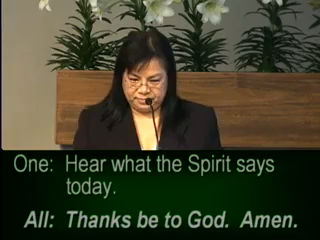 One: Hear what the Spirit says
today.
All: Thanks be to God. Amen.